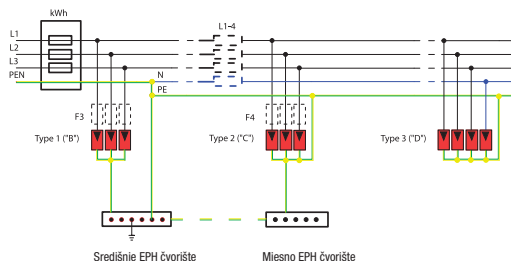 kWh
L1-4
L1
L2
L3
PEN
N
PE
F3
F4
Type 1 ("B")
Type 2 ("C")
Type 3 ("D")
Središnie EPH čvorište
Miesno EPH čvorište